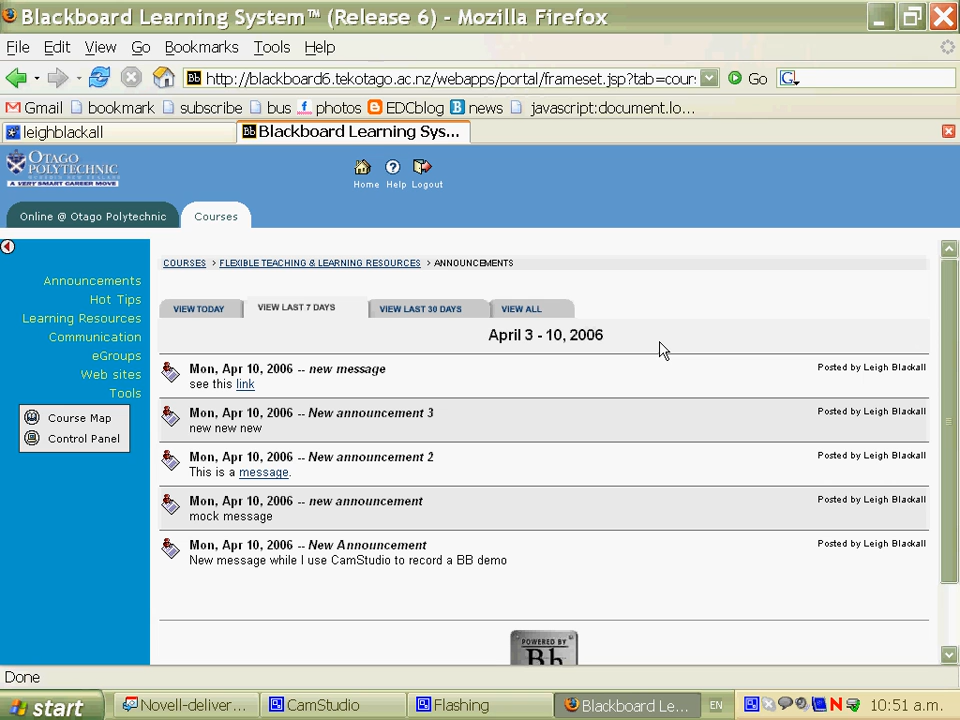 Blackboard Learning System™ (Release 6) - Mozilla Firefox
File Edit View Go Bookmarks Tools Help
Bb http://blackboard6.tekotago.ac.nz/webapps/portal/frameset.jsp?tab=cour: Go G
Gmail bookmark subscribe bus photos EDCblog news javascript:document.lo...
leighblackall Bb Blackboard Learning Sys...
OTAGO
POLYTECHNIC
A VERY SMART CAREER MOVE
Home Help Logout
Online @ Otago Polytechnic Courses
COURSES > FLEXIBLE TEACHING & LEARNING RESOURCES > ANNOUNCEMENTS
Announcements
Hot Tips
Learning Resources
Communication
eGroups
Web sites
Tools
Course Map
Control Panel
VIEW TODAY VIEW LAST 7 DAYS VIEW LAST 30 DAYS VIEW ALL
April 3 - 10, 2006
Mon, Apr 10, 2006 -- new message Posted by Leigh Blackall
see this link
Mon, Apr 10, 2006 -- New announcement 3 Posted by Leigh Blackall
new new new
Mon, Apr 10, 2006 -- New announcement 2 Posted by Leigh Blackall
This is a message.
Mon, Apr 10, 2006 -- new announcement Posted by Leigh Blackall
mock message
Mon, Apr 10, 2006 -- New Announcement Posted by Leigh Blackall
New message while I use CamStudio to record a BB demo
POWERED BY
Bb
Done
start Novell-deliver... CamStudio Flashing Blackboard Le... EN 10:51 a.m.